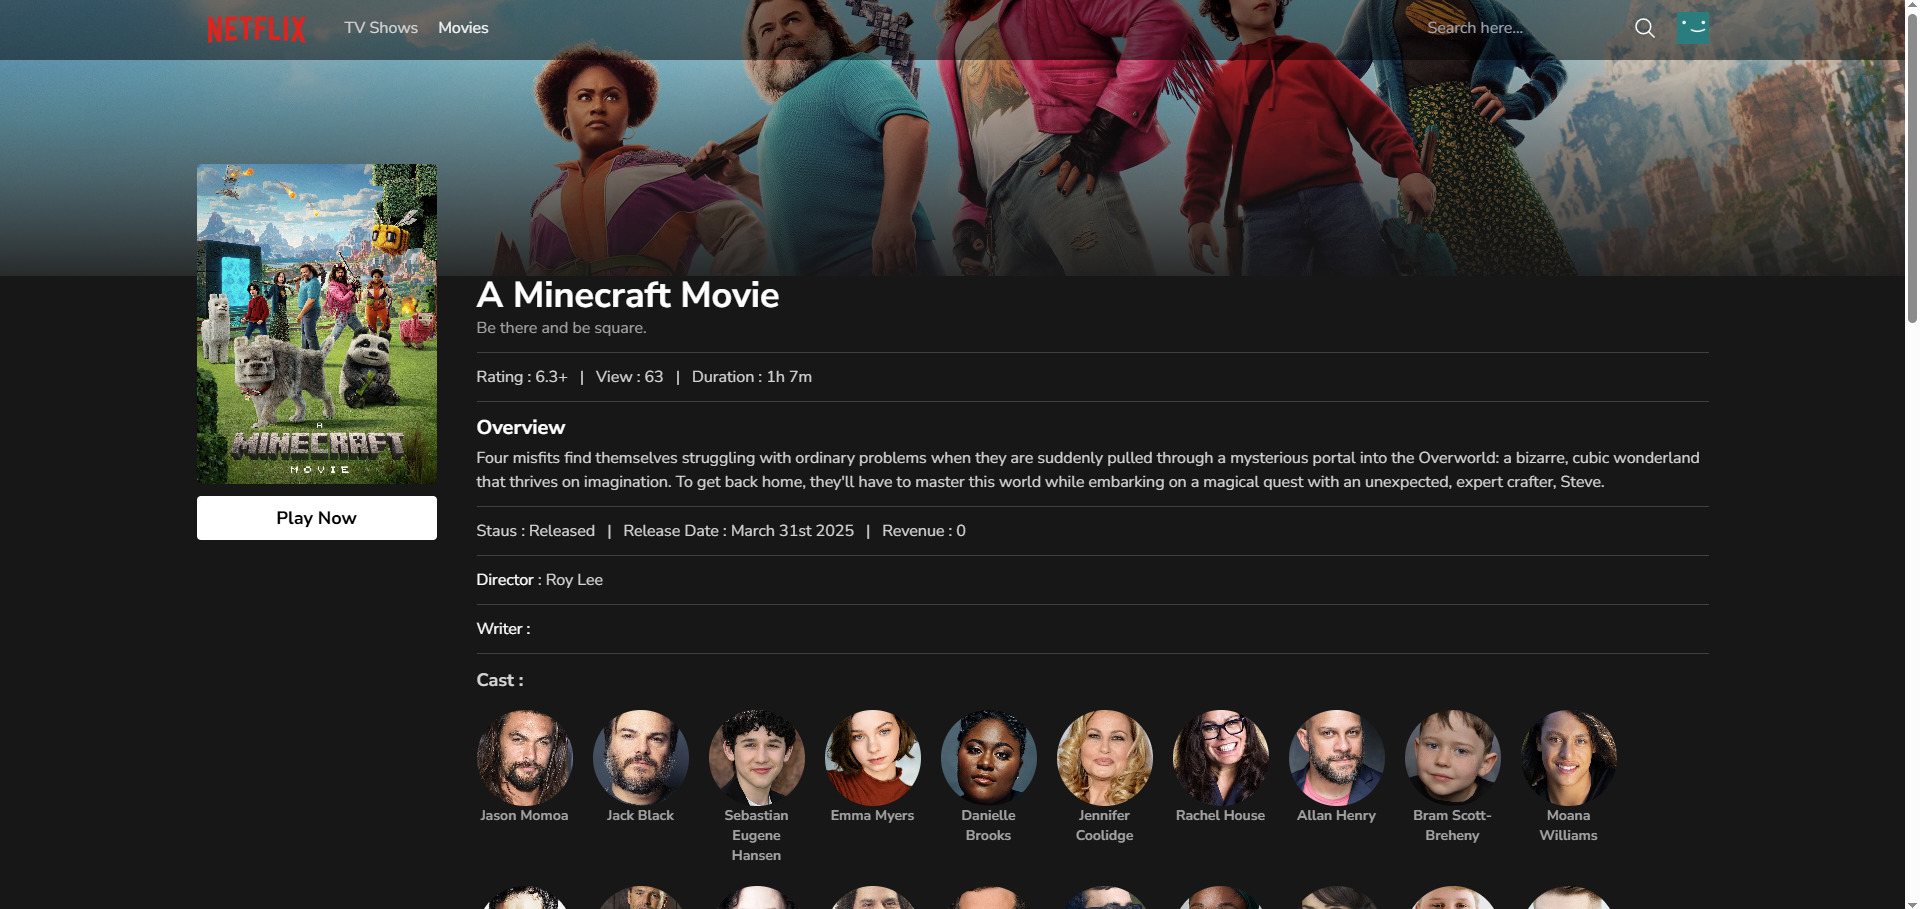 NETFLIX
TV Shows
Movies
Search here...
A
MINECRAFT
MOVIE
Play Now
A Minecraft Movie
Be there and be square.
Rating : 6.3+ | View : 63 | Duration : 1h 7m
Overview
Four misfits find themselves struggling with ordinary problems when they are suddenly pulled through a mysterious portal into the Overworld: a bizarre, cubic wonderland
that thrives on imagination. To get back home, they'll have to master this world while embarking on a magical quest with an unexpected, expert crafter, Steve.
Staus : Released | Release Date : March 31st 2025 | Revenue : 0
Director : Roy Lee
Writer :
Cast :
Jason Momoa
Jack Black
Sebastian
Eugene
Hansen
Emma Myers
Danielle
Brooks
Jennifer
Coolidge
Rachel House
Allan Henry
Bram Scott-
Breheny
Moana
Williams